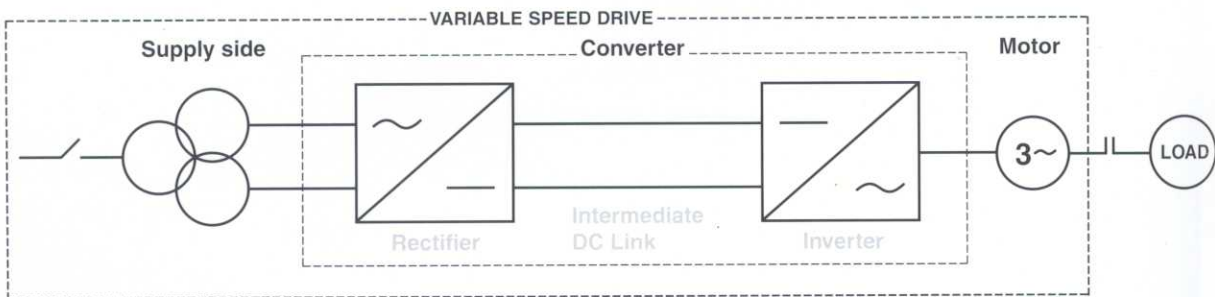 VARIABLE SPEED DRIVE
Supply side
Converter
Motor
3~
LOAD
Intermediate
DC Link
Rectifier
Inverter